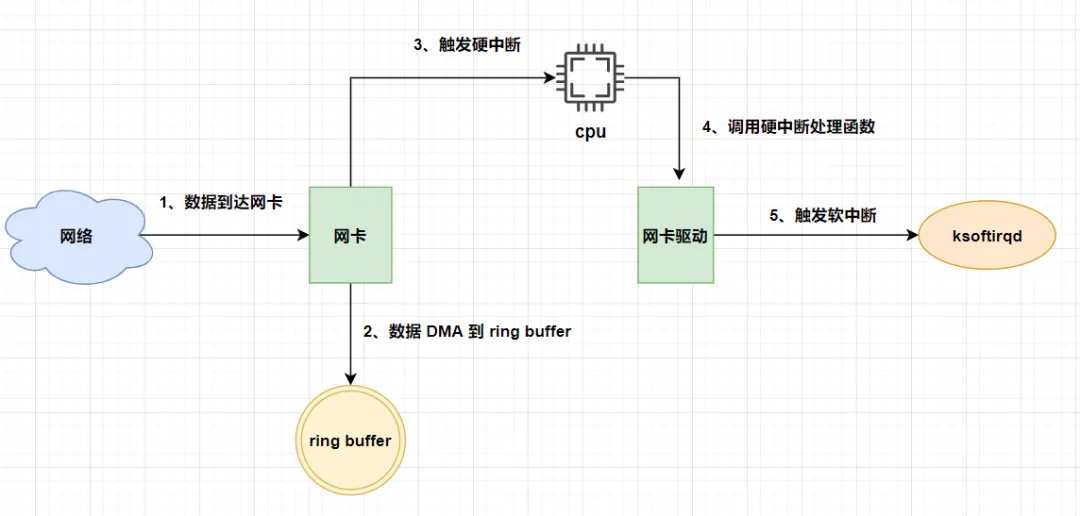 3、触发硬中断
cpu
4、调用硬中断处理函数
1、数据到达网卡
网络
网卡
网卡驱动
5、触发软中断
ksoftirqd
2、数据 DMA 到 ring buffer
ring buffer